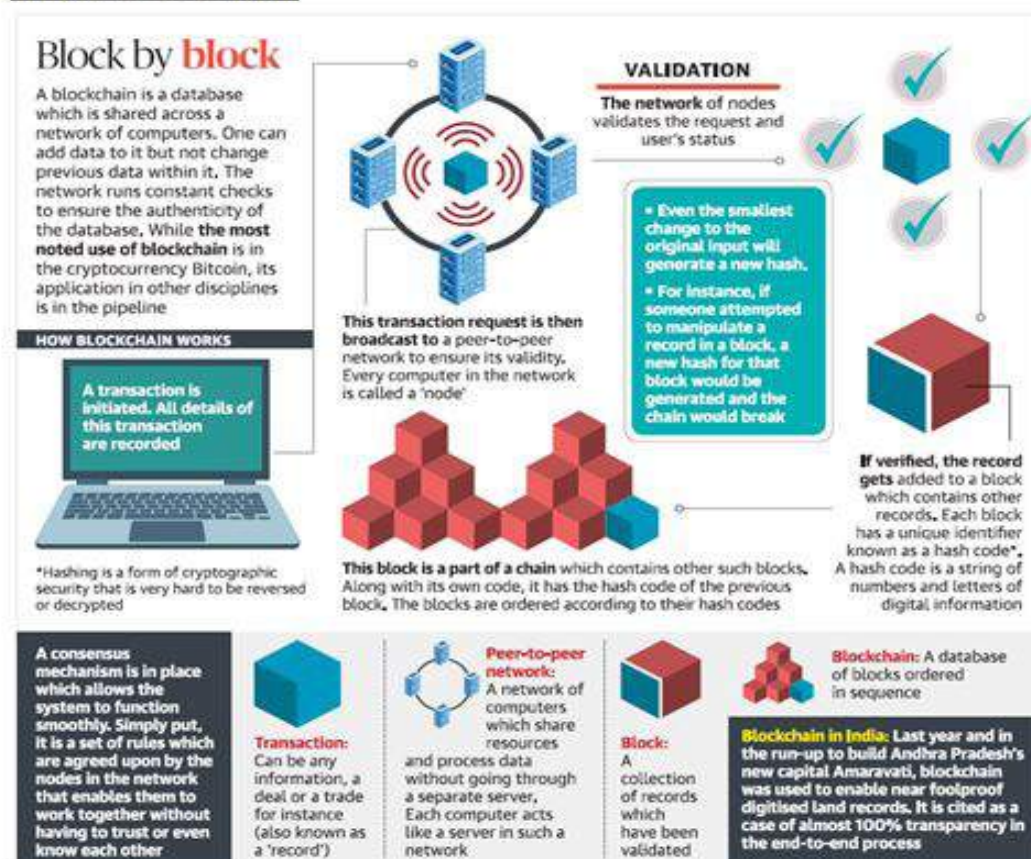 Block by block
A blockchain is a database
which is shared across a
network of computers. One can
add data to it but not change
previous data within it. The
network runs constant checks
to ensure the authenticity of
the database. While the most
noted use of blockchain is in
the cryptocurrency Bitcoin, its
application in other disciplines
is in the pipeline
HOW BLOCKCHAIN WORKS
A transaction is
initiated. All details of
this transaction
are recorded
*Hashing is a form of cryptographic
security that is very hard to be reversed
or decrypted
This transaction request is then
broadcast to a peer-to-peer
network to ensure its validity.
Every computer in the network
is called a 'node'
VALIDATION
The network of nodes
validates the request and
user's status
• Even the smallest
change to the
original input will
generate a new hash.
• For instance, if
someone attempted
to manipulate a
record in a block, a
new hash for that
block would be
generated and the
chain would break
If verified, the record
gets added to a block
which contains other
records. Each block
has a unique identifier
known as a hash code*.
A hash code is a string of
numbers and letters of
digital information
This block is a part of a chain which contains other such blocks.
Along with its own code, it has the hash code of the previous
block. The blocks are ordered according to their hash codes
A consensus
mechanism is in place
which allows the
system to function
smoothly. Simply put,
it is a set of rules which
are agreed upon by the
nodes in the network
that enables them to
work together without
having to trust or even
know each other
Transaction:
Can be any
information, a
deal or a trade
for instance
(also known as
a 'record')
Peer-to-peer
network:
A network of
computers
which share
resources
and process data
without going through
a separate server.
Each computer acts
like a server in such a
network
Block:
A
collection
of records
which
have been
validated
Blockchain: A database
of blocks ordered
in sequence
Blockchain in India: Last year and in
the run-up to build Andhra Pradesh's
new capital Amaravati, blockchain
was used to enable near foolproof
digitised land records. It is cited as a
case of almost 100% transparency in
the end-to-end process